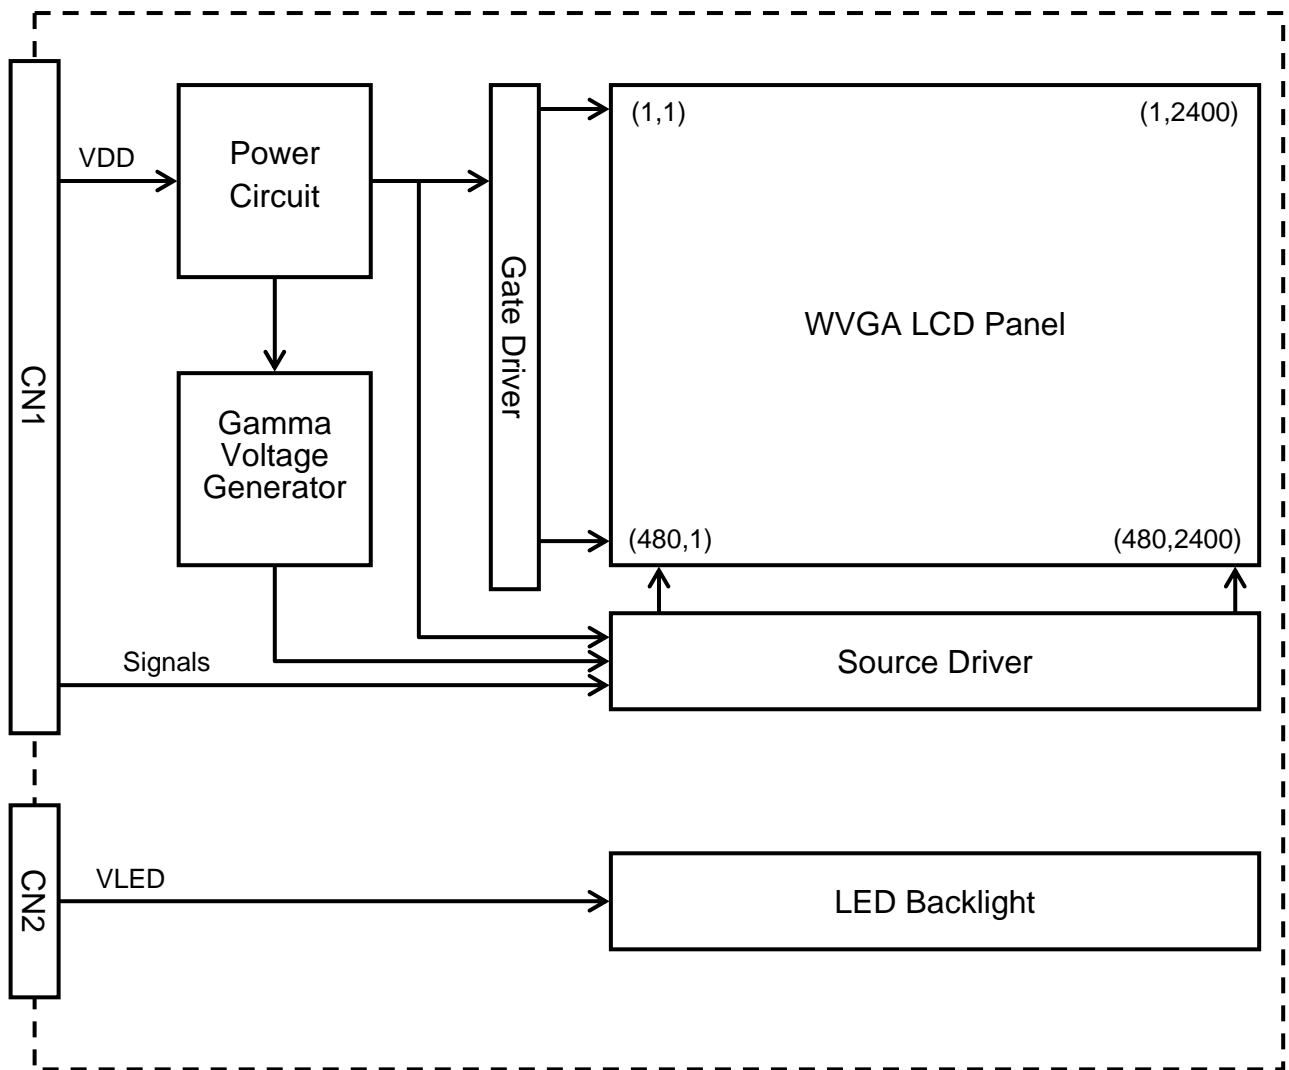 CN1
VDD
Power
Circuit
Gamma
Voltage
Generator
Signals
Gate Driver
(1,1)
(1,2400)
WVGA LCD Panel
(480,1)
(480,2400)
Source Driver
CN2
VLED
LED Backlight